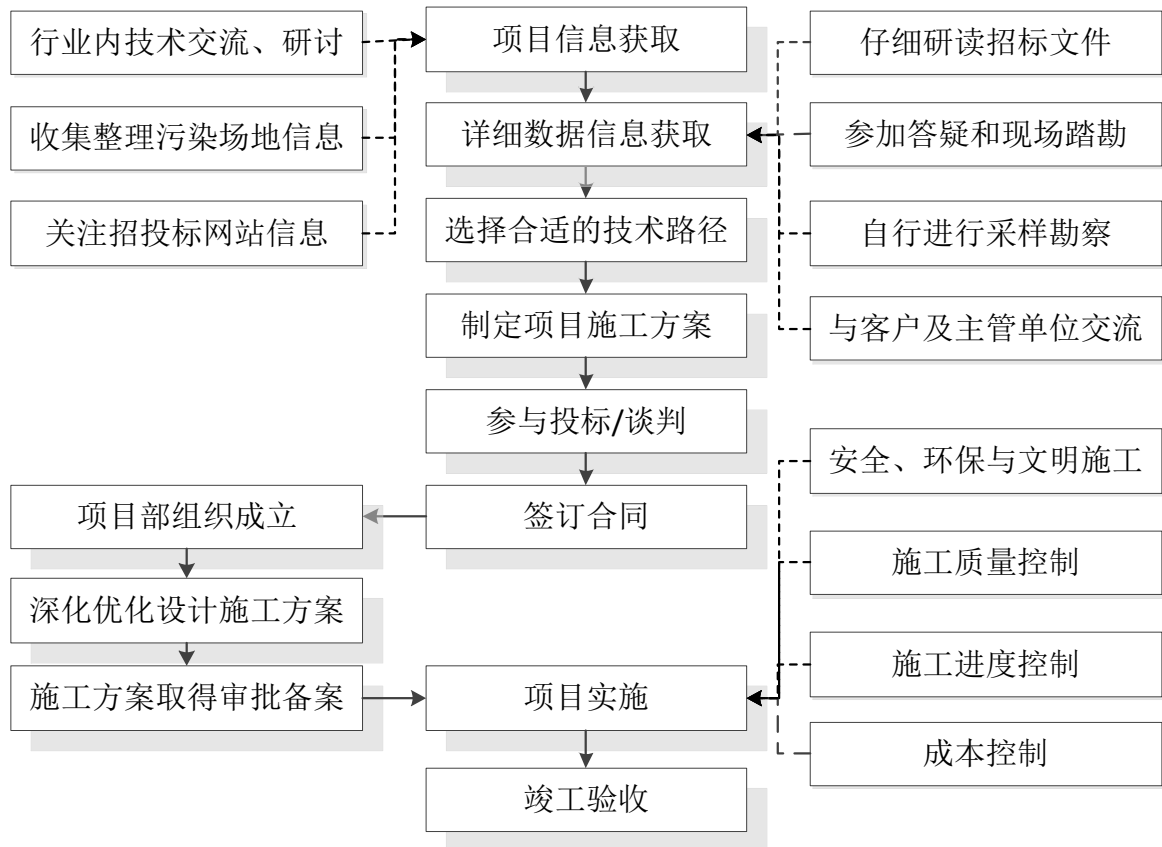 行业内技术交流、研讨
项目信息获取
仔细研读招标文件
收集整理污染场地信息
详细数据信息获取
参加答疑和现场踏勘
关注招投标网站信息
选择合适的技术路径
自行进行采样勘察
制定项目施工方案
与客户及主管单位交流
参与投标/谈判
安全、环保与文明施工
项目部组织成立
签订合同
施工质量控制
深化优化设计施工方案
施工方案取得审批备案
项目实施
施工进度控制
成本控制
竣工验收